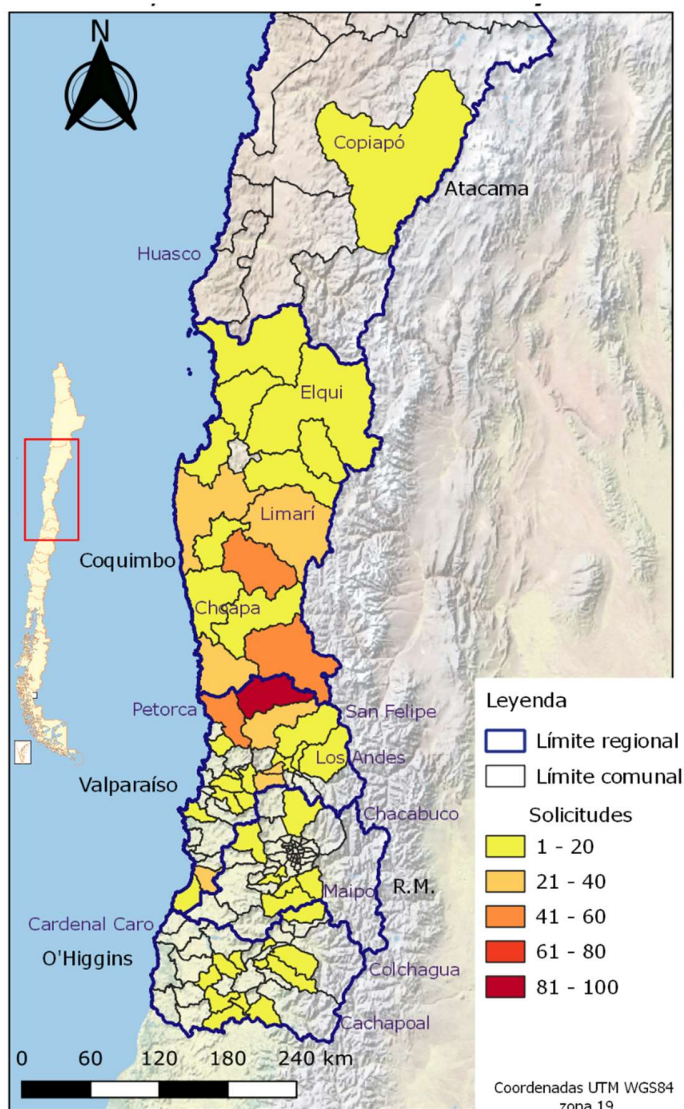 N
Copiapó
Atacama
Huasco
Elqui
Limarí
Coquimbo
Choapa
Petorca
San Felipe
Los Andes
Valparaíso
Chacabuco
Maipo
R.M.
Cardenal Caro
O'Higgins
Colchagua
Cachapoal
Leyenda
Límite regional
Límite comunal
Solicitudes
1 - 20
21 - 40
41 - 60
61 - 80
81 - 100
0 60 120 180 240 km
Coordenadas UTM WGS84
zona 19